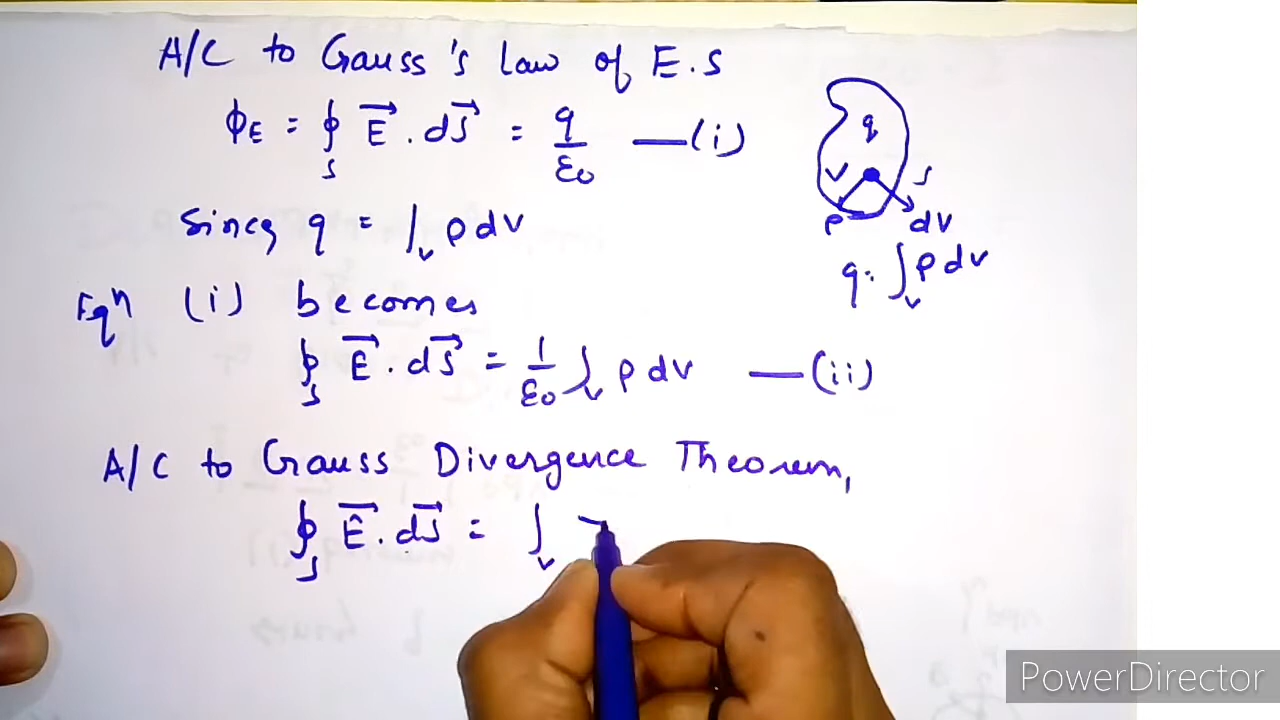 A/C to Gauss's Law of E.S
ΦE = ∮S E⃗ . dS⃗ = q/ε0 —(i)
q
V
S
ρ
dV
Since, q = ∫V ρ dV
q = ∫V ρ dV
Eqn (i) becomes
∮S E⃗ . dS⃗ = 1/ε0 ∫V ρ dV —(ii)
A/C to Gauss Divergence Theorem,
∮S E⃗ . dS⃗ = ∫V
PowerDirector